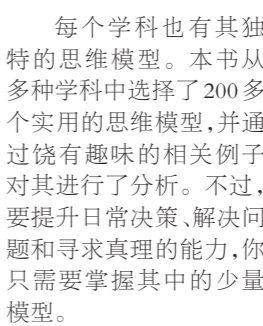 每个学科也有其独
特的思维模型。本书从
多种学科中选择了200多
个实用的思维模型,并通
过饶有趣味的相关例子
对其进行了分析。不过,
要提升日常决策、解决问
题和寻求真理的能力,你
只需要掌握其中的少量
模型。